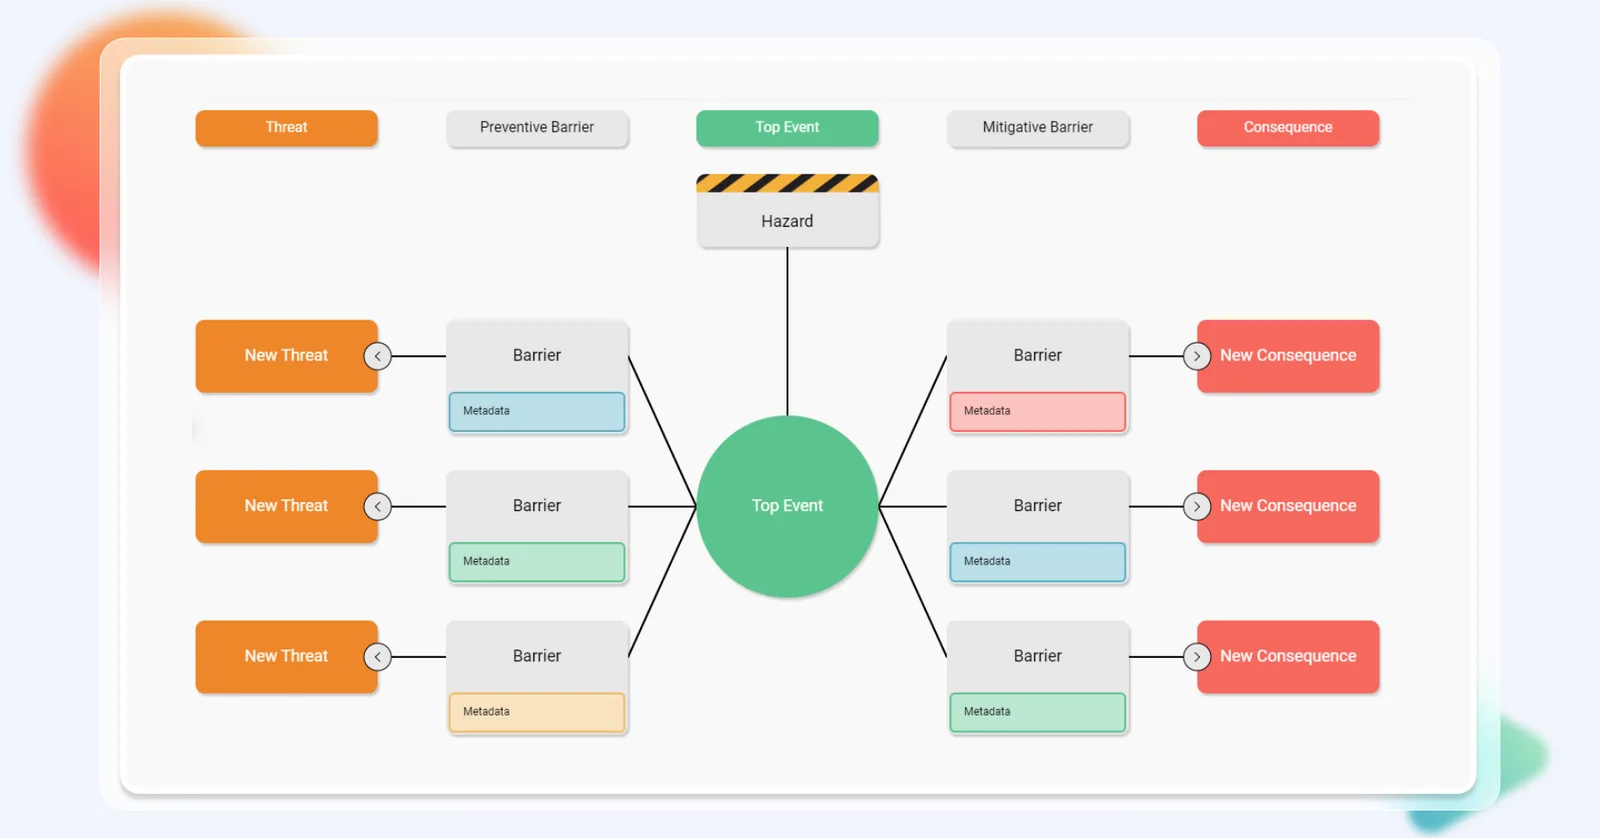 Threat
Preventive Barrier
Top Event
Mitigative Barrier
Consequence
Hazard
New Threat
Barrier
Metadata
Barrier
Metadata
New Consequence
New Threat
Barrier
Metadata
Top Event
Barrier
Metadata
New Consequence
New Threat
Barrier
Metadata
Barrier
Metadata
New Consequence